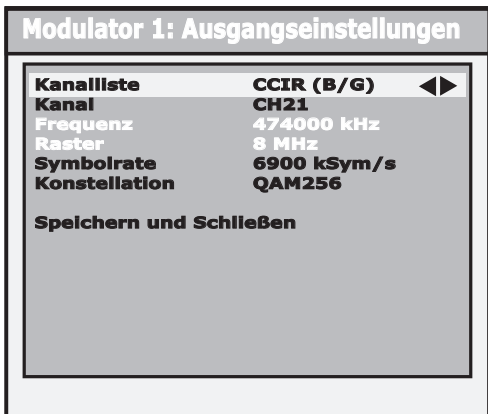 Modulator 1: Ausgangseinstellungen
Kanalliste CCIR (B/G)
Kanal CH21
Frequenz 474000 kHz
Raster 8 MHz
Symbolrate 6900 kSym/s
Konstellation QAM256
Speichern und Schließen